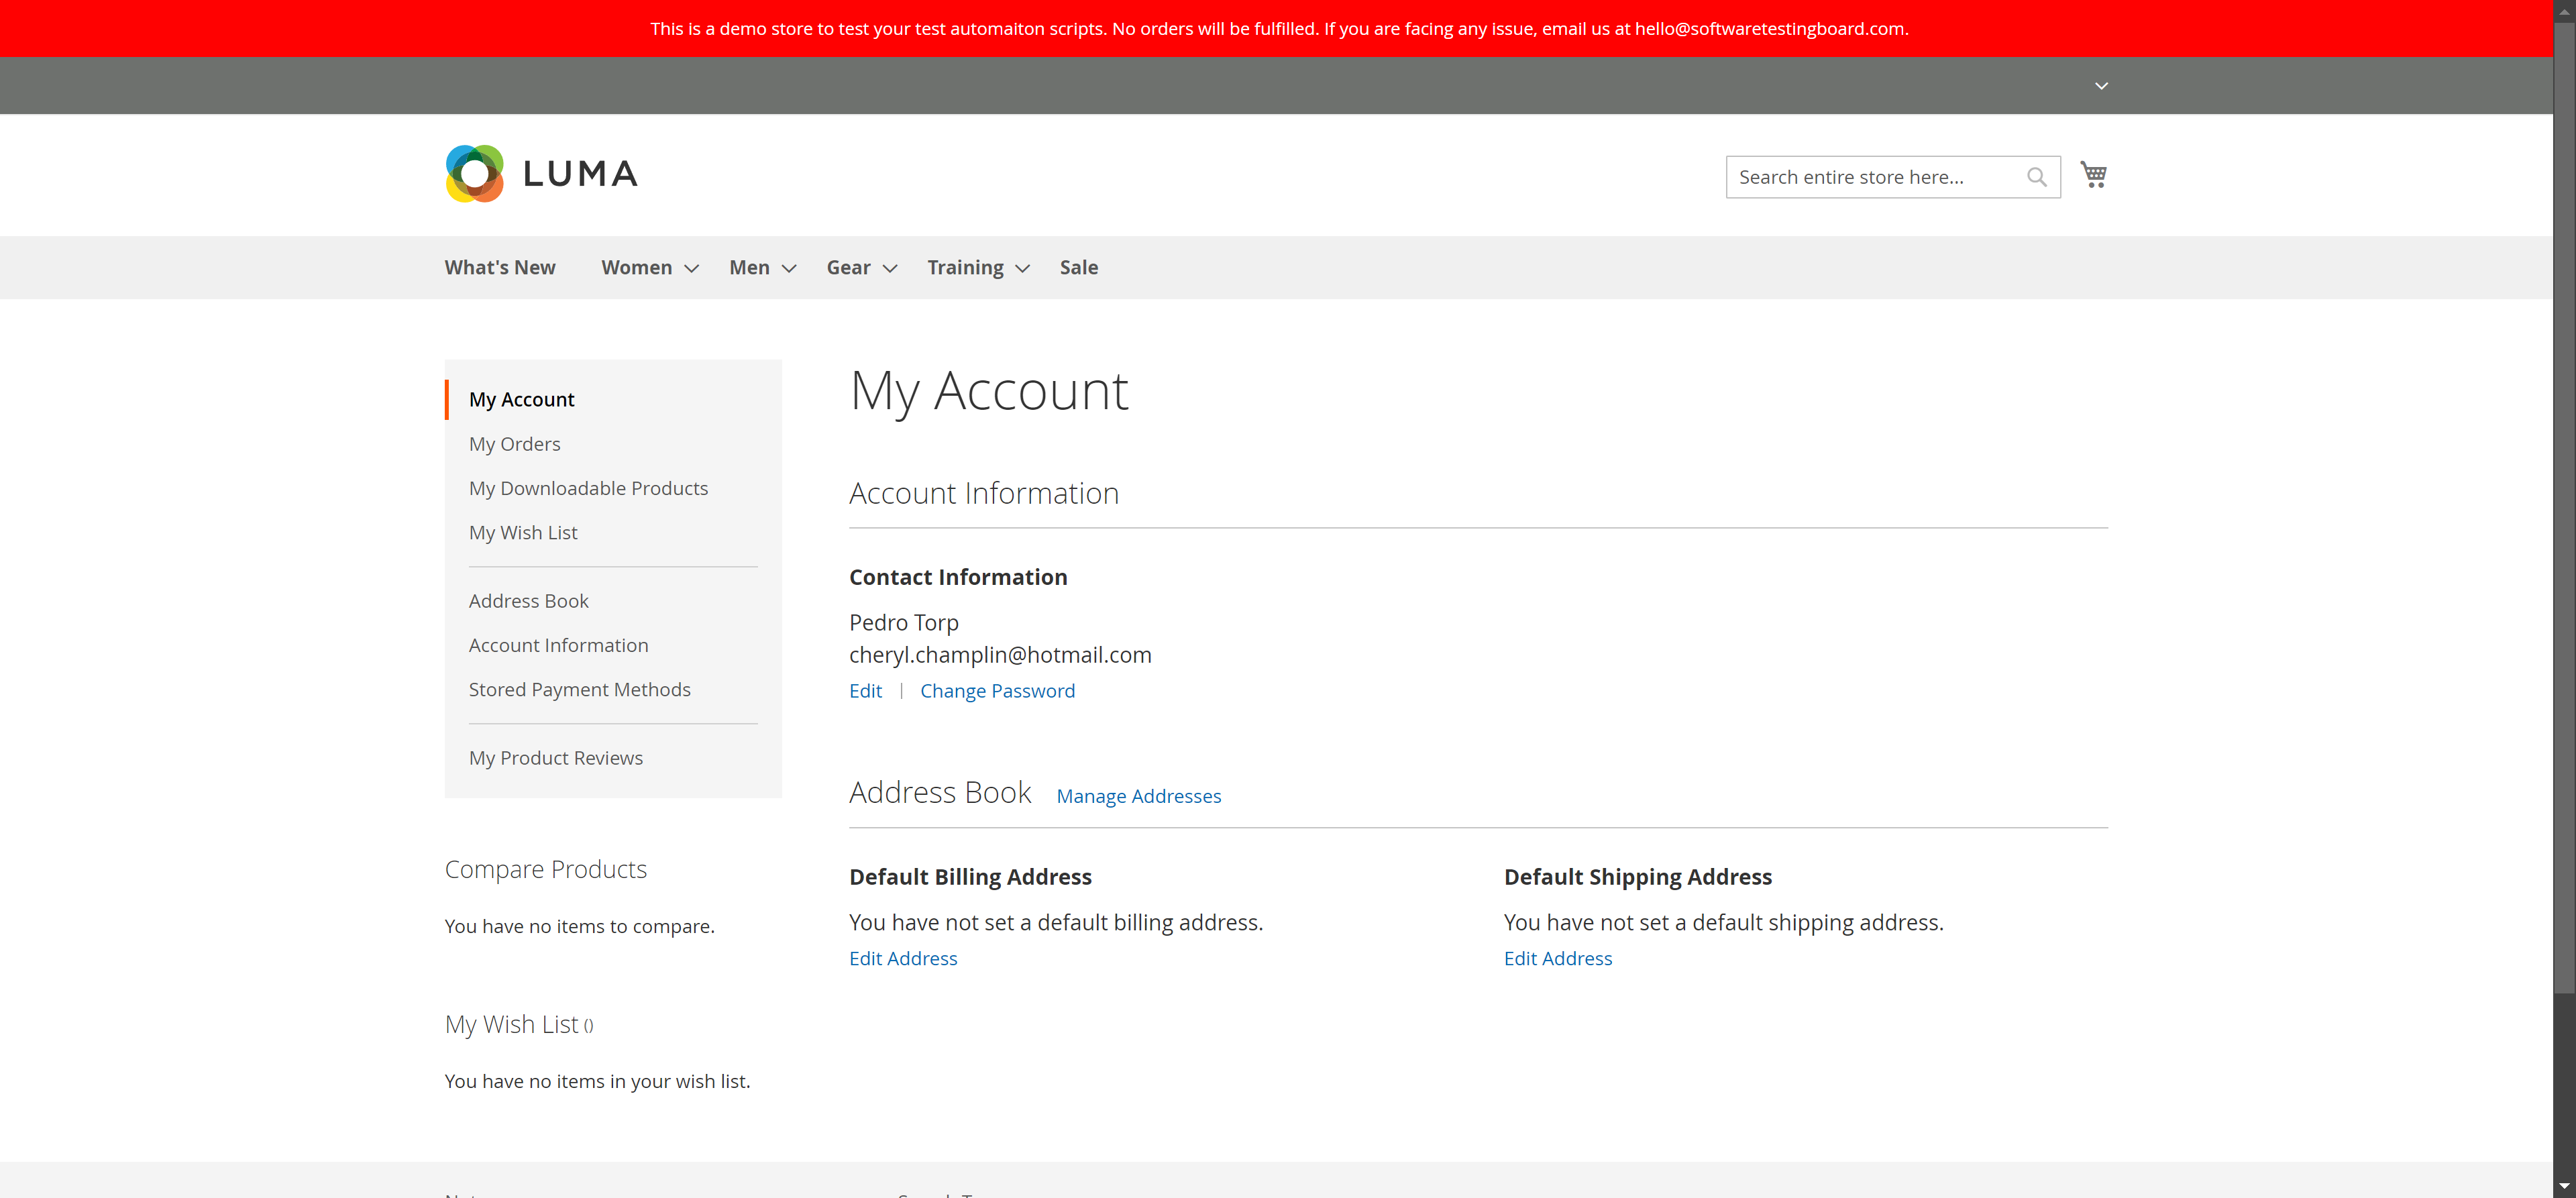 This is a demo store to test your test automaiton scripts. No orders will be fulfilled. If you are facing any issue, email us at hello@softwaretestingboard.com.
LUMA
Search entire store here...
What's New Women Men Gear Training Sale
My Account
My Orders
My Downloadable Products
My Wish List
Address Book
Account Information
Stored Payment Methods
My Product Reviews
Compare Products
You have no items to compare.
My Wish List ()
You have no items in your wish list.
My Account
Account Information
Contact Information
Pedro Torp
cheryl.champlin@hotmail.com
Edit | Change Password
Address Book Manage Addresses
Default Billing Address
You have not set a default billing address.
Edit Address
Default Shipping Address
You have not set a default shipping address.
Edit Address